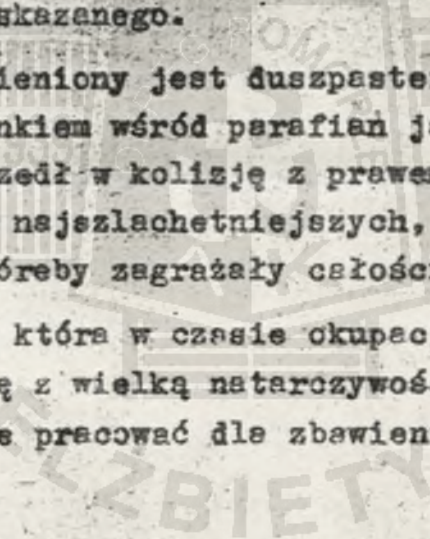 skazanego.
ieniony jest duszpaste
nkiem wśród parafian j
zedł w kolizję z prawe
najszlachetniejszych,
óreby zagrażały całośc
która w czasie okupac
ę z wielką natarczywoś
e pracować dla zbawien
ELŻBIETY